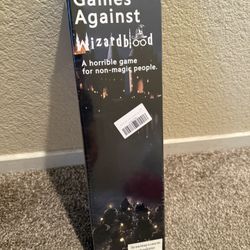 Games
Against
Wizardblood
A horrible game
for non-magic people.